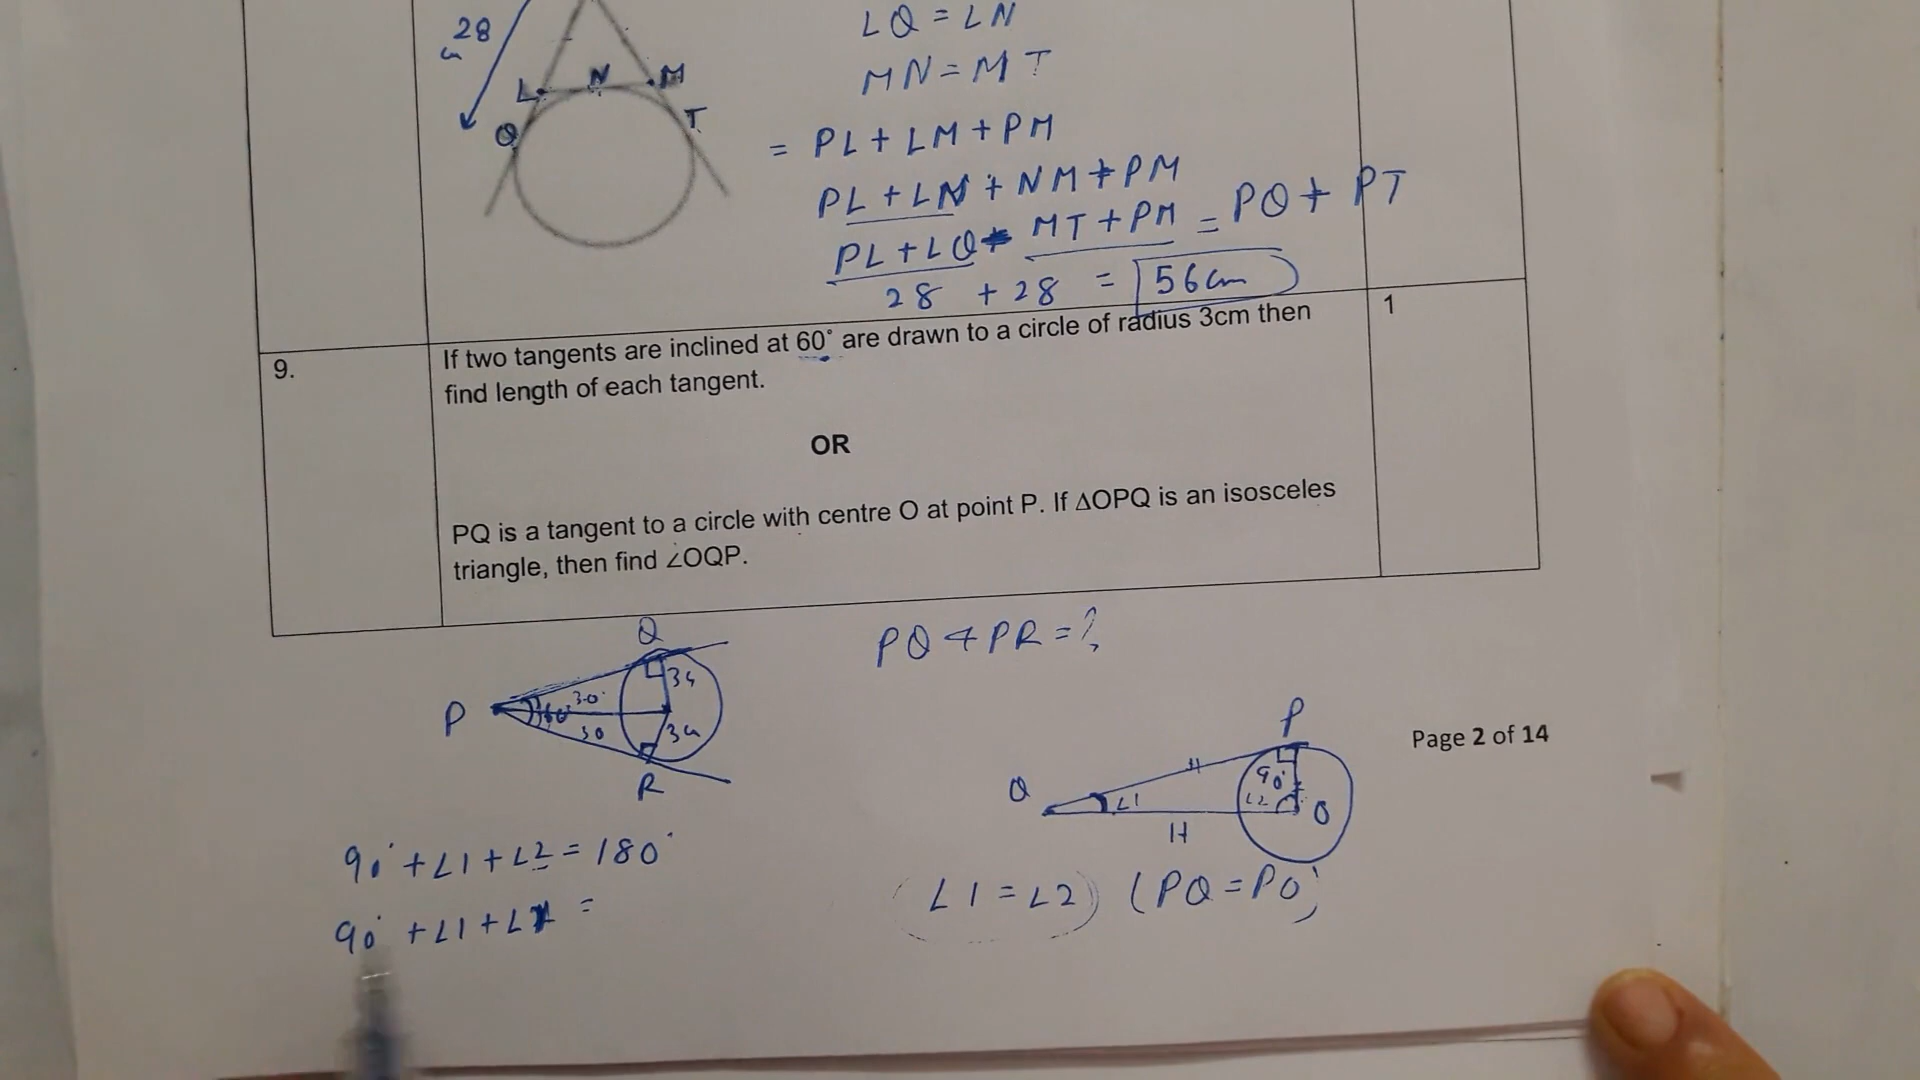 28
cm
L N M
Q T
LQ = LN
MN = MT
= PL + LM + PM
PL + LN + NM + PM
PL + LQ + MT + PM = PQ + PT
28 + 28 = 56cm
9. If two tangents are inclined at 60° are drawn to a circle of radius 3cm then 1
find length of each tangent.
OR
PQ is a tangent to a circle with centre O at point P. If ΔOPQ is an isosceles
triangle, then find ∠OQP.
Q
PQ & PR = ?
P 30° 60° 30
R
P
Page 2 of 14
Q ∠1 90° ∠2 O
90° + ∠1 + ∠2 = 180°
∠1 = ∠2 (PQ = PO)
90° + ∠1 + ∠1 =